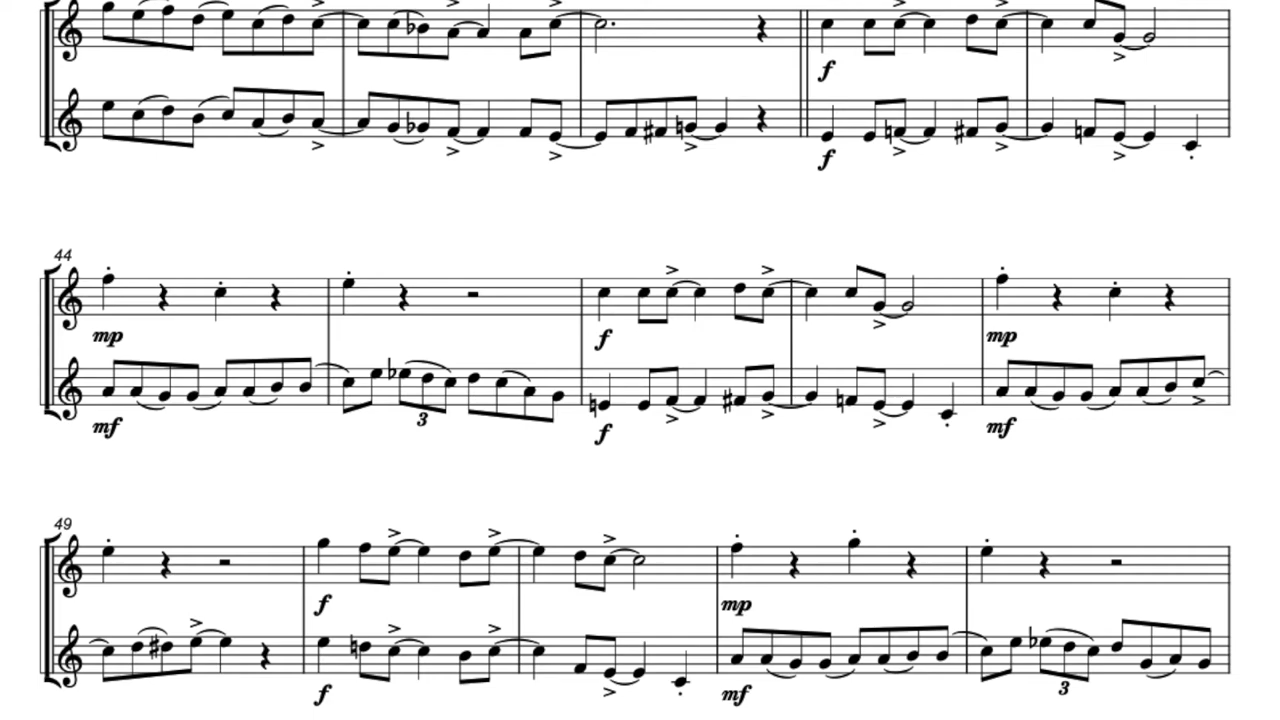 f
f
44
mp f mp
mf 3 f mf
49
f mp
f mf 3